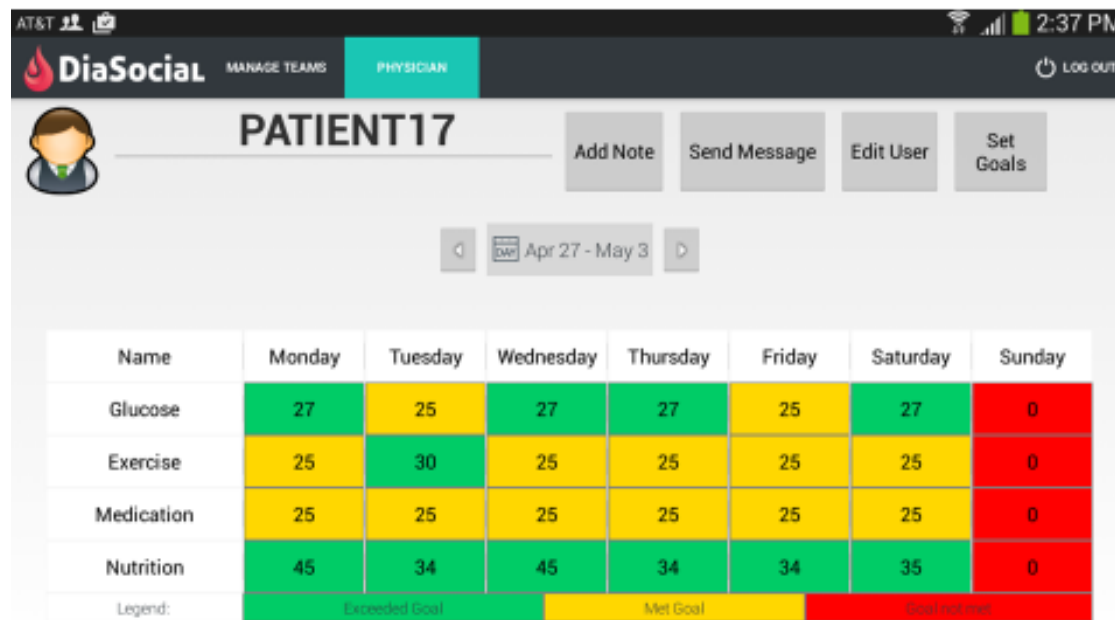 AT&T 2:37 PM
DiaSocial MANAGE TEAMS PHYSICIAN LOG OUT
PATIENT17 Add Note Send Message Edit User Set Goals
DAY Apr 27 - May 3
Name Monday Tuesday Wednesday Thursday Friday Saturday Sunday
Glucose 27 25 27 27 25 27 0
Exercise 25 30 25 25 25 25 0
Medication 25 25 25 25 25 25 0
Nutrition 45 34 45 34 34 35 0
Legend: Exceeded Goal Met Goal Goal not met